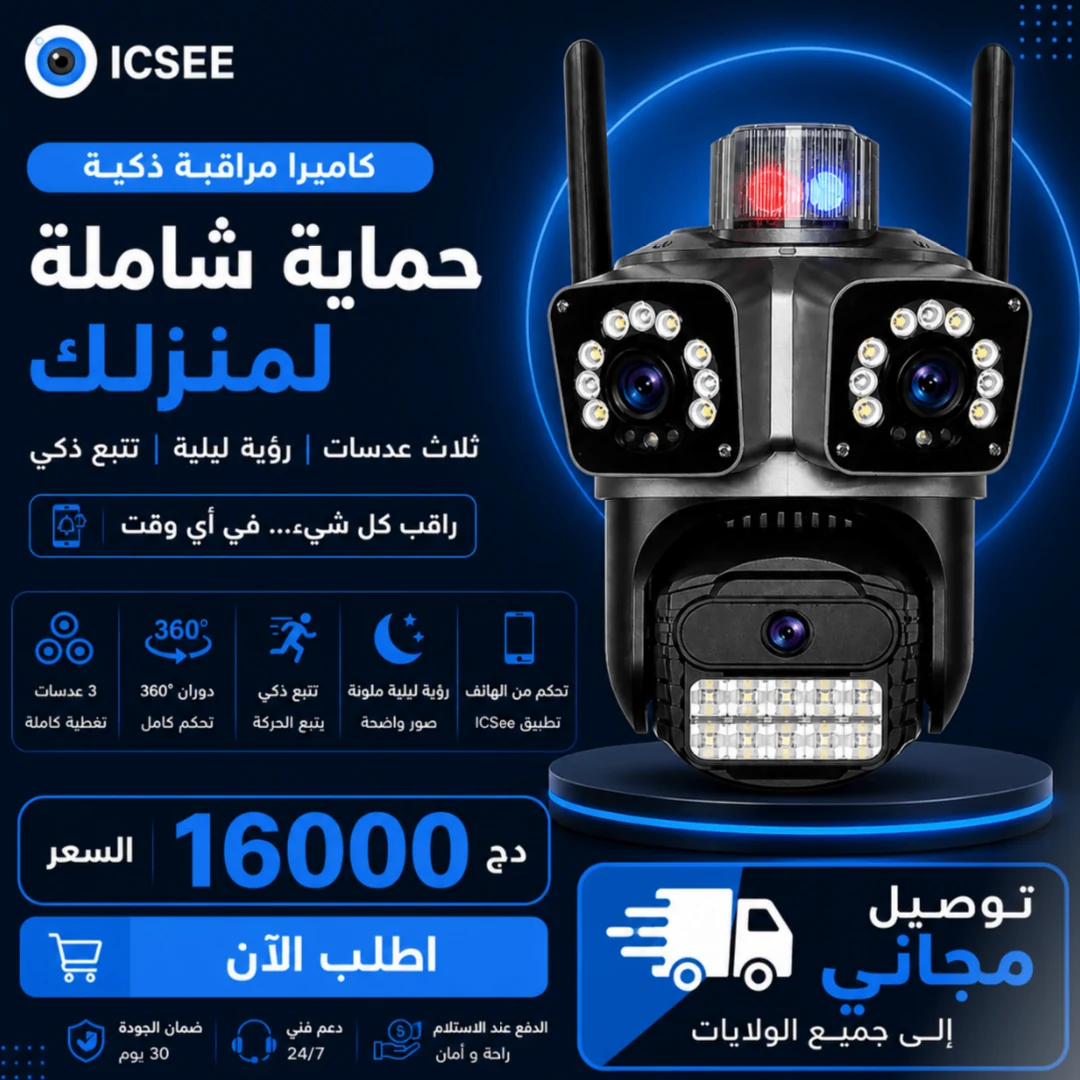 ICSEE
كاميرا مراقبة ذكية
حماية شاملة
لمنزلك
ثلاث عدسات | رؤية ليلية | تتبع ذكي
راقب كل شيء... في أي وقت
تحكم من الهاتف
تطبيق ICSee
رؤية ليلية ملونة
صور واضحة
تتبع ذكي
يتبع الحركة
360°
دوران °360
تحكم كامل
3 عدسات
تغطية كاملة
السعر 16000 دج
اطلب الآن
توصيل
مجاني
إلى جميع الولايات
الدفع عند الاستلام
راحة و أمان
دعم فني
24/7
ضمان الجودة
30 يوم